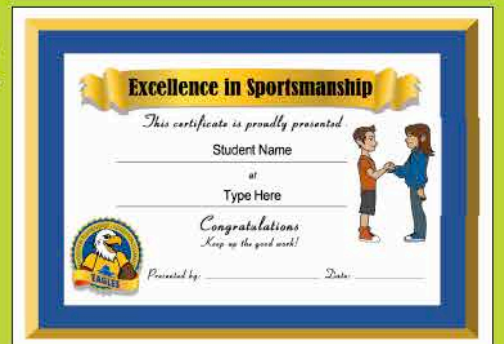 Excellence in Sportsmanship
This certificate is proudly presented
Student Name
at
Type Here
Congratulations
Keep up the good work!
EAGLES
Presented by:
Date: